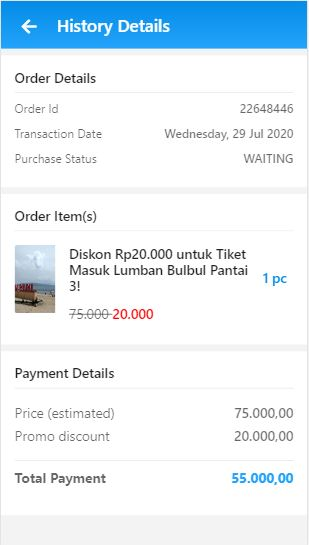 History Details
Order Details
Order Id 22648446
Transaction Date Wednesday, 29 Jul 2020
Purchase Status WAITING
Order Item(s)
Diskon Rp20.000 untuk Tiket
Masuk Lumban Bulbul Pantai
3!
1 pc
75.000 20.000
Payment Details
Price (estimated) 75.000,00
Promo discount 20.000,00
Total Payment 55.000,00